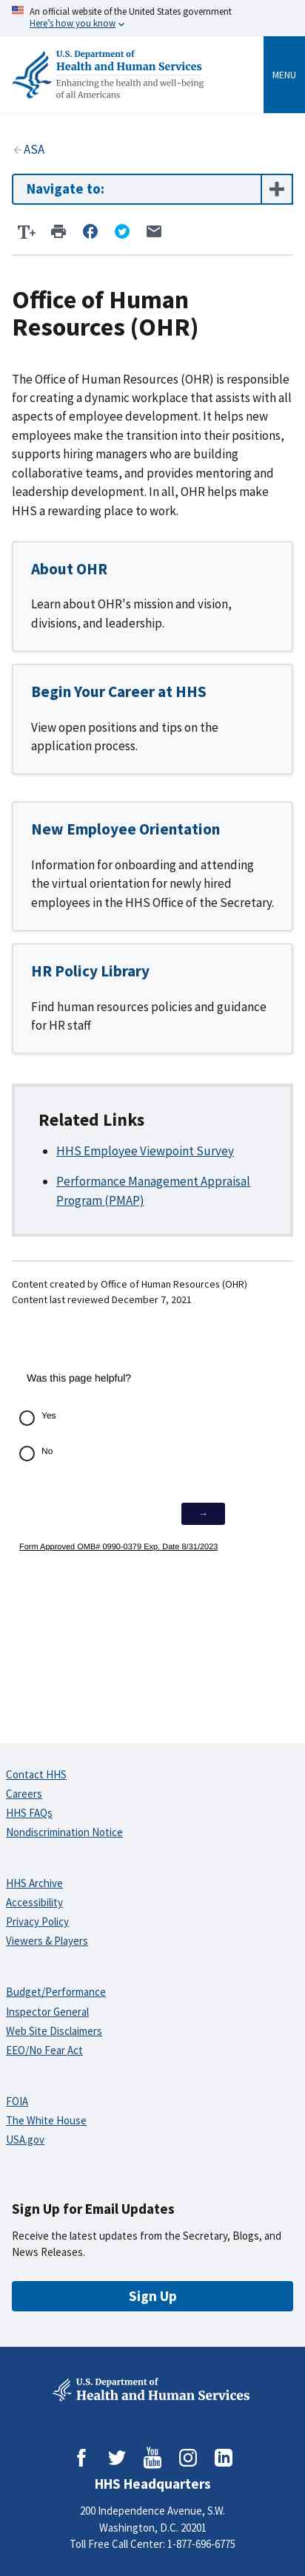 An official website of the United States government
Here's how you know
U.S. Department of
Health and Human Services
Enhancing the health and well-being
of all Americans
MENU
ASA
Navigate to:
T+
Office of Human
Resources (OHR)
The Office of Human Resources (OHR) is responsible
for creating a dynamic workplace that assists with all
aspects of employee development. It helps new
employees make the transition into their positions,
supports hiring managers who are building
collaborative teams, and provides mentoring and
leadership development. In all, OHR helps make
HHS a rewarding place to work.
About OHR
Learn about OHR's mission and vision,
divisions, and leadership.
Begin Your Career at HHS
View open positions and tips on the
application process.
New Employee Orientation
Information for onboarding and attending
the virtual orientation for newly hired
employees in the HHS Office of the Secretary.
HR Policy Library
Find human resources policies and guidance
for HR staff
Related Links
HHS Employee Viewpoint Survey
Performance Management Appraisal
Program (PMAP)
Content created by Office of Human Resources (OHR)
Content last reviewed December 7, 2021
Was this page helpful?
Yes
No
→
Form Approved OMB# 0990-0379 Exp. Date 8/31/2023
Contact HHS
Careers
HHS FAQs
Nondiscrimination Notice
HHS Archive
Accessibility
Privacy Policy
Viewers & Players
Budget/Performance
Inspector General
Web Site Disclaimers
EEO/No Fear Act
FOIA
The White House
USA.gov
Sign Up for Email Updates
Receive the latest updates from the Secretary, Blogs, and
News Releases.
Sign Up
U.S. Department of
Health and Human Services
You
Tube
HHS Headquarters
200 Independence Avenue, S.W.
Washington, D.C. 20201
Toll Free Call Center: 1-877-696-6775